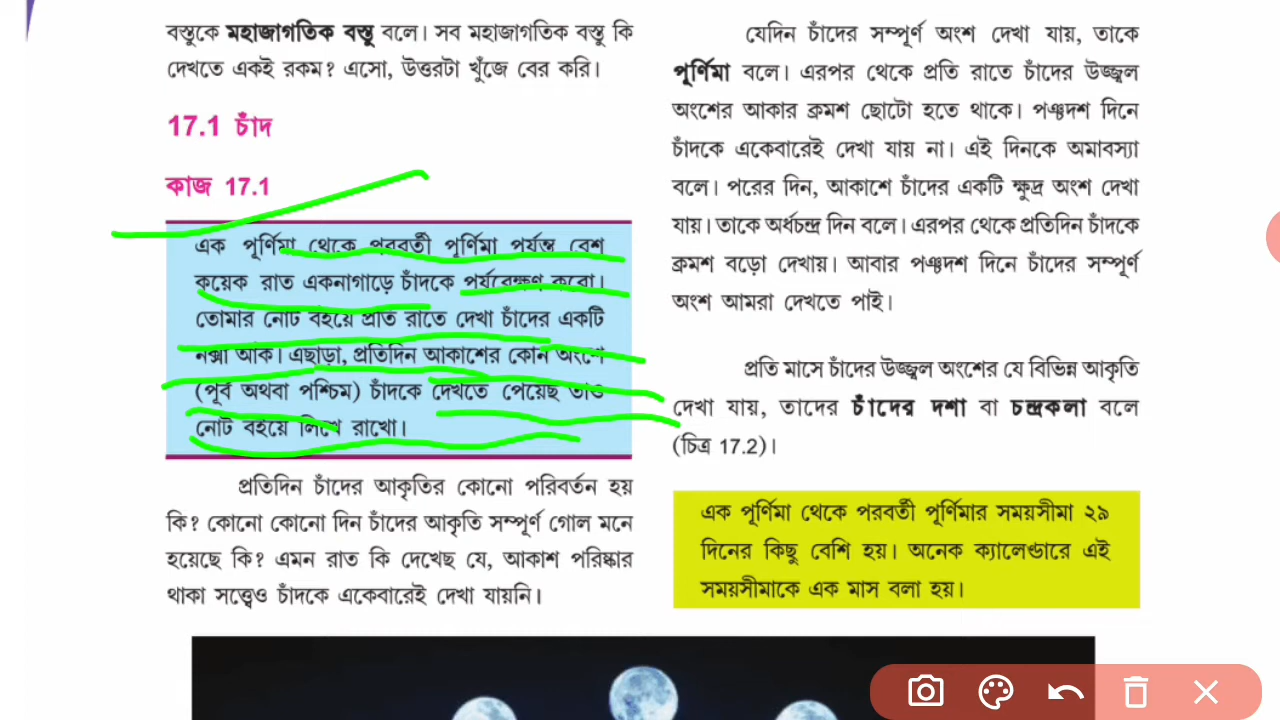 বস্তুকে মহাজাগতিক বস্তু বলে। সব মহাজাগতিক বস্তু কি
দেখতে একই রকম? এসো, উত্তরটা খুঁজে বের করি।
17.1 চাঁদ
কাজ 17.1
এক পূর্ণিমা থেকে পরবর্তী পূর্ণিমা পর্যন্ত বেশ
কয়েক রাত একনাগাড়ে চাঁদকে পর্যবেক্ষণ করো।
তোমার নোট বইয়ে প্রতি রাতে দেখা চাঁদের একটি
নক্সা আঁক। এছাড়া, প্রতিদিন আকাশের কোন অংশে
(পূর্ব অথবা পশ্চিম) চাঁদকে দেখতে পেয়েছ তাও
নোট বইয়ে লিখে রাখো।
প্রতিদিন চাঁদের আকৃতির কোনো পরিবর্তন হয়
কি? কোনো কোনো দিন চাঁদের আকৃতি সম্পূর্ণ গোল মনে
হয়েছে কি? এমন রাত কি দেখেছ যে, আকাশ পরিষ্কার
থাকা সত্ত্বেও চাঁদকে একেবারেই দেখা যায়নি।
যেদিন চাঁদের সম্পূর্ণ অংশ দেখা যায়, তাকে
পূর্ণিমা বলে। এরপর থেকে প্রতি রাতে চাঁদের উজ্জ্বল
অংশের আকার ক্রমশ ছোটো হতে থাকে। পঞ্চদশ দিনে
চাঁদকে একেবারেই দেখা যায় না। এই দিনকে অমাবস্যা
বলে। পরের দিন, আকাশে চাঁদের একটি ক্ষুদ্র অংশ দেখা
যায়। তাকে অর্ধচন্দ্র দিন বলে। এরপর থেকে প্রতিদিন চাঁদকে
ক্রমশ বড়ো দেখায়। আবার পঞ্চদশ দিনে চাঁদের সম্পূর্ণ
অংশ আমরা দেখতে পাই।
প্রতি মাসে চাঁদের উজ্জ্বল অংশের যে বিভিন্ন আকৃতি
দেখা যায়, তাদের চাঁদের দশা বা চন্দ্রকলা বলে
(চিত্র 17.2)।
এক পূর্ণিমা থেকে পরবর্তী পূর্ণিমার সময়সীমা ২৯
দিনের কিছু বেশি হয়। অনেক ক্যালেন্ডারে এই
সময়সীমাকে এক মাস বলা হয়।